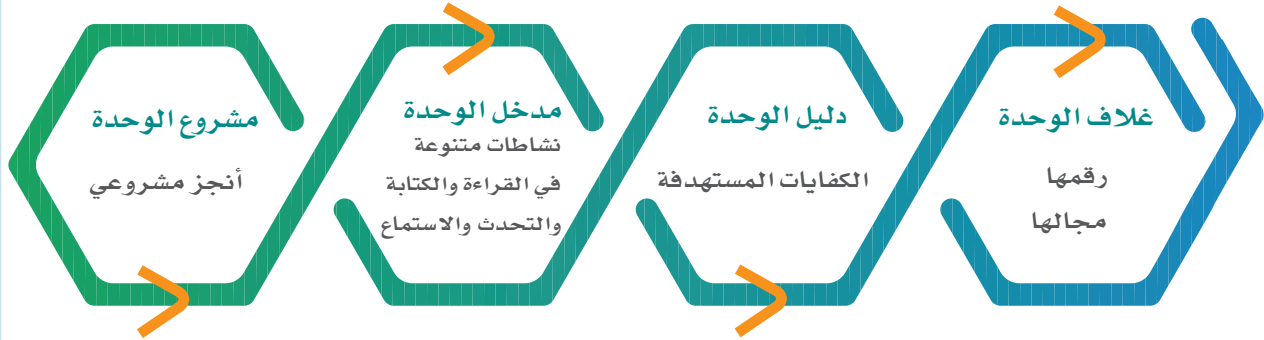 غلاف الوحدة
رقمها
مجالها
دليل الوحدة
الكفايات المستهدفة
مدخل الوحدة
نشاطات متنوعة
في القراءة والكتابة
والتحدث والاستماع
مشروع الوحدة
أنجز مشروعي